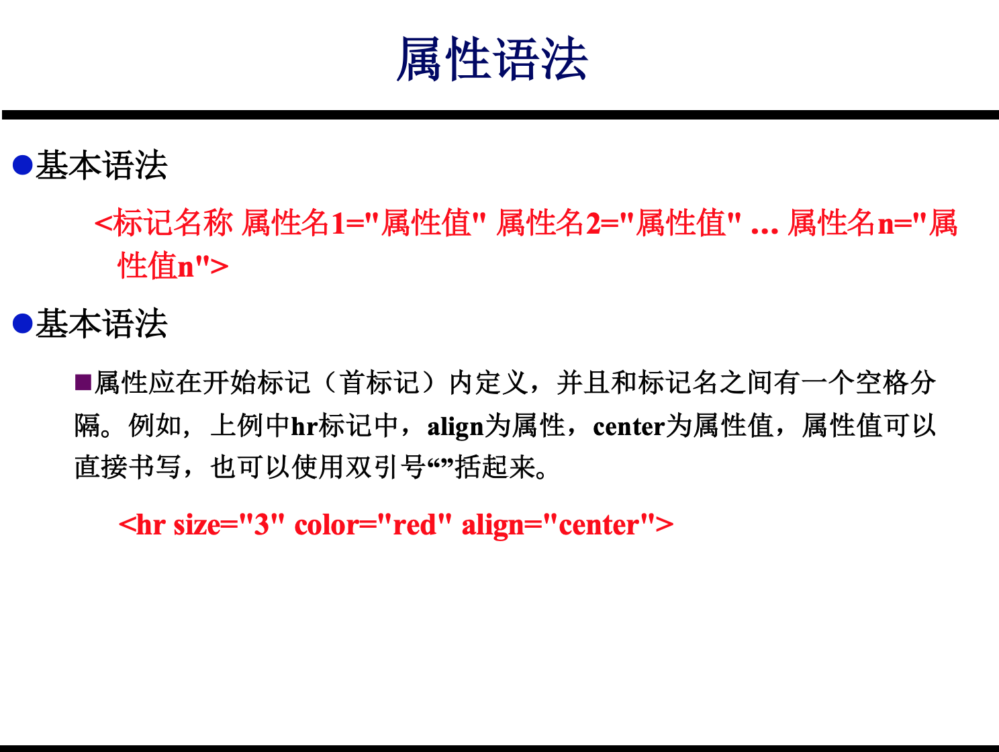 属性语法
●基本语法
<标记名称 属性名1="属性值" 属性名2="属性值" … 属性名n="属
性值n">
●基本语法
■属性应在开始标记（首标记）内定义，并且和标记名之间有一个空格分
隔。例如，上例中hr标记中，align为属性，center为属性值，属性值可以
直接书写，也可以使用双引号“”括起来。
<hr size="3" color="red" align="center">